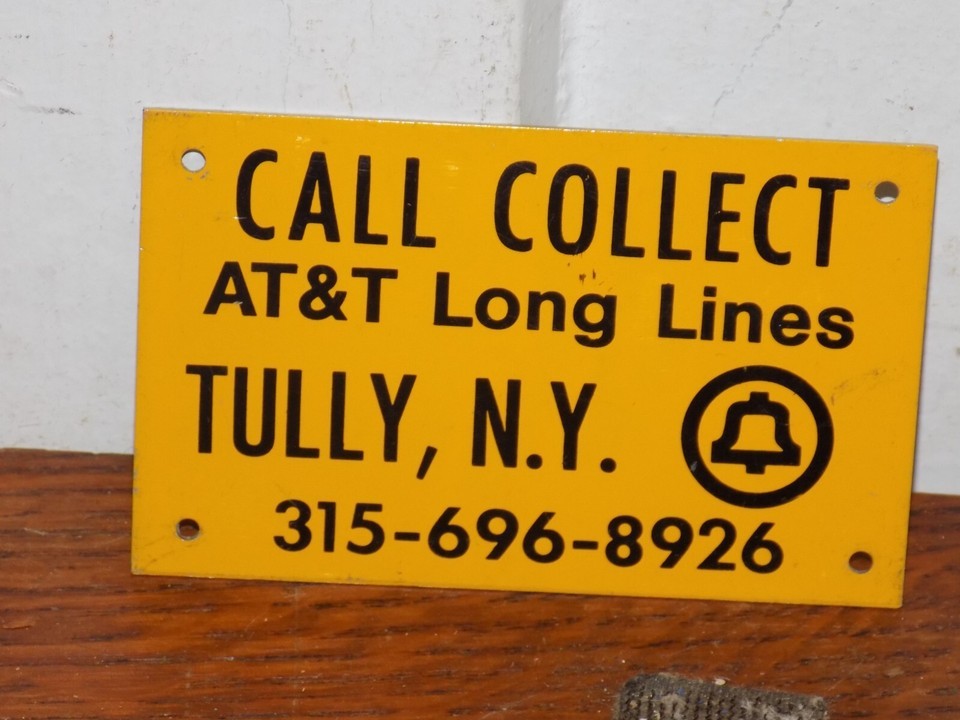 CALL COLLECT
AT&T Long Lines
TULLY, N.Y.
315-696-8926